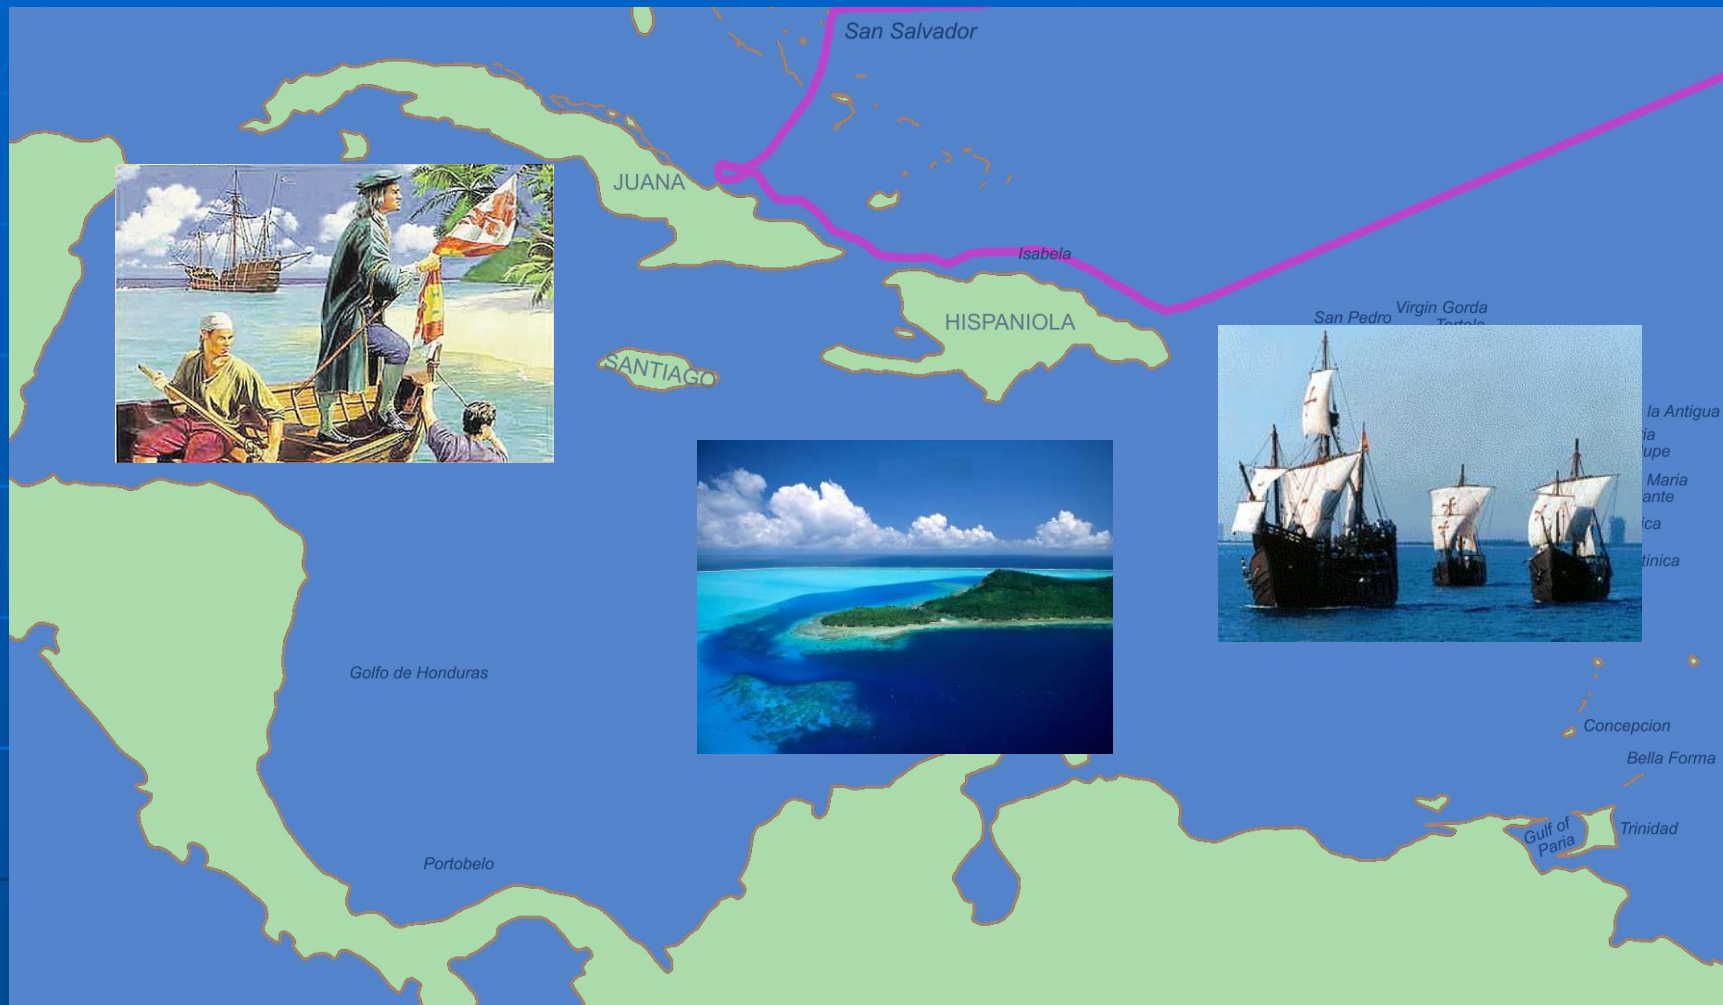 San Salvador
JUANA
Isabela
HISPANIOLA
Virgin Gorda
San Pedro
Tortola
SANTIAGO
la Antigua
Maria
Golfo de Honduras
Concepcion
Bella Forma
Gulf of
Paria
Trinidad
Portobelo